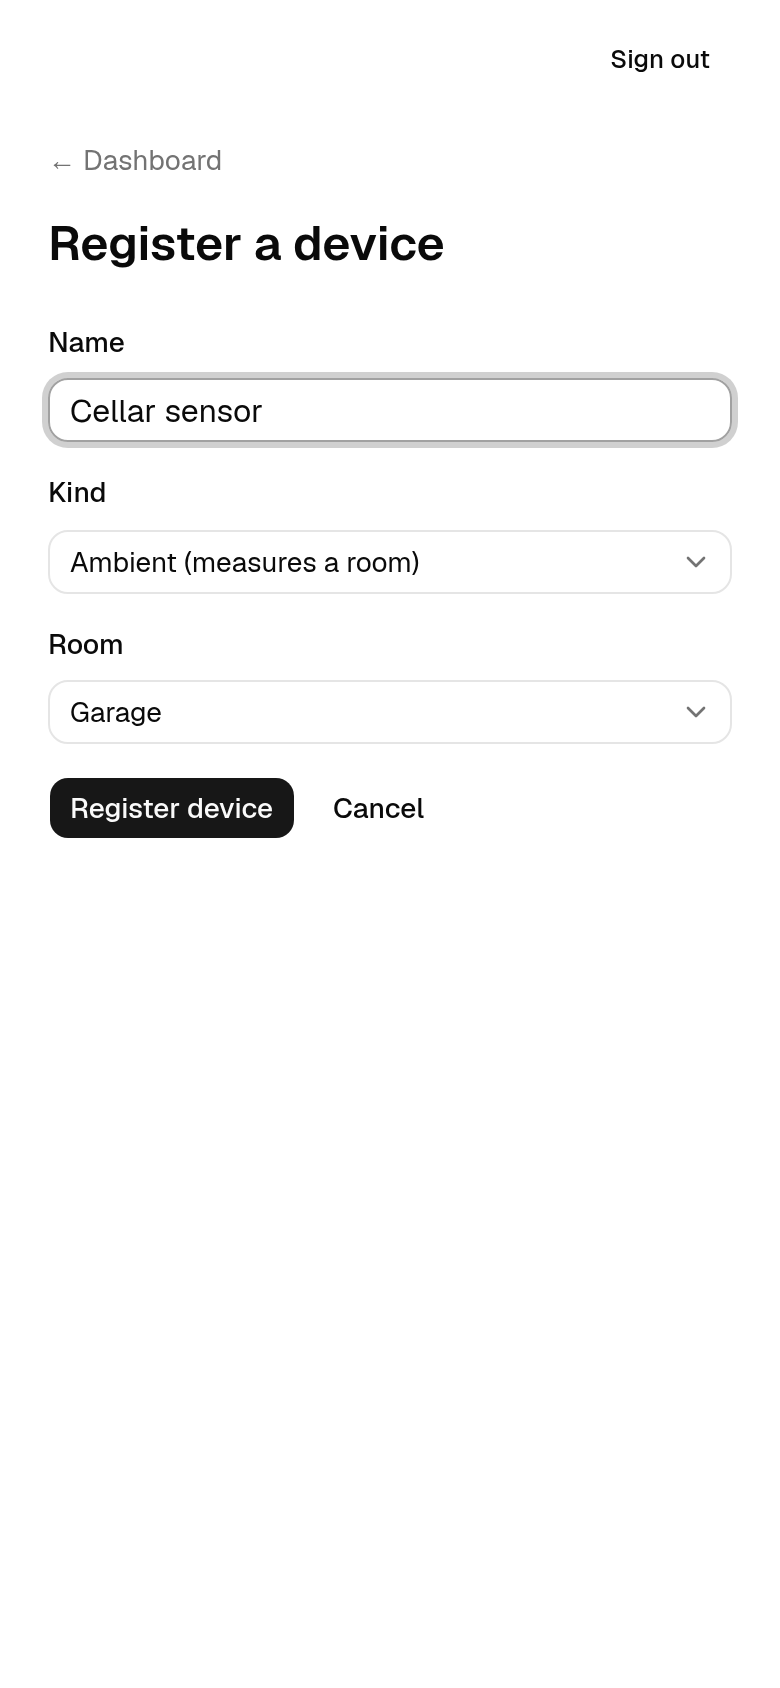 Sign out
← Dashboard
Register a device
Name
Cellar sensor
Kind
Ambient (measures a room)
Room
Garage
Register device Cancel